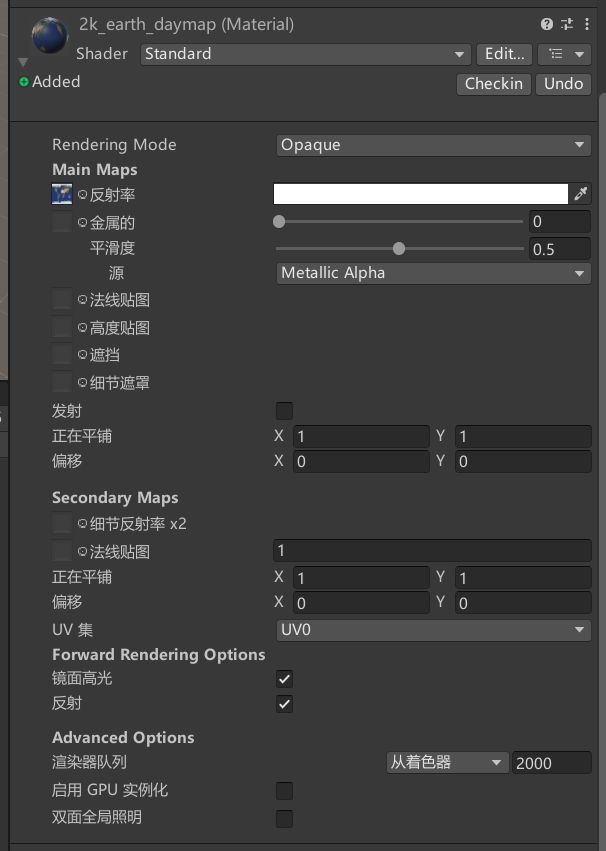 2k_earth_daymap (Material)
Shader Standard Edit...
Added Checkin Undo
Rendering Mode Opaque
Main Maps
反射率
金属的 0
平滑度 0.5
源 Metallic Alpha
法线贴图
高度贴图
遮挡
细节遮罩
发射
正在平铺 X 1 Y 1
偏移 X 0 Y 0
Secondary Maps
细节反射率 x2
法线贴图 1
正在平铺 X 1 Y 1
偏移 X 0 Y 0
UV 集 UV0
Forward Rendering Options
镜面高光
反射
Advanced Options
渲染器队列 从着色器 2000
启用 GPU 实例化
双面全局照明